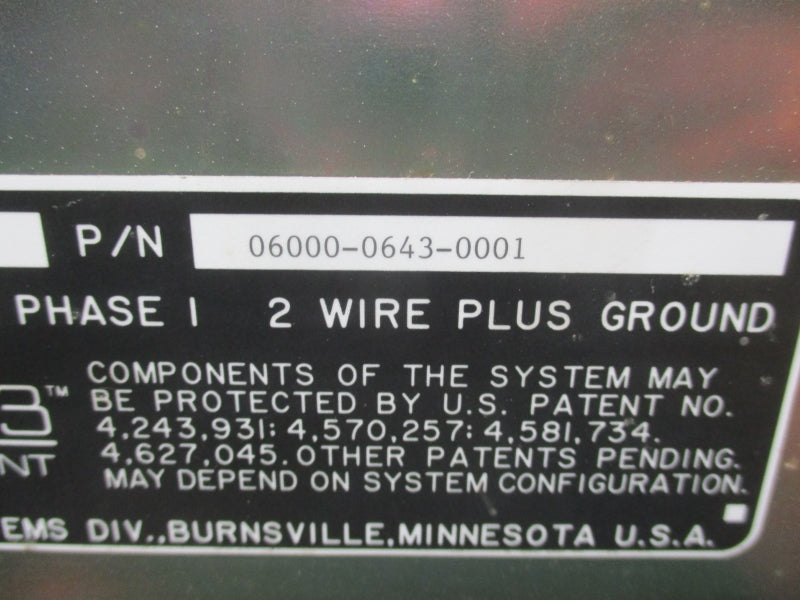 P/N 06000-0643-0001
PHASE 1 2 WIRE PLUS GROUND
COMPONENTS OF THE SYSTEM MAY
3™ BE PROTECTED BY U.S. PATENT NO.
4,243,931: 4,570,257: 4,581,734.
NT 4,627,045. OTHER PATENTS PENDING.
MAY DEPEND ON SYSTEM CONFIGURATION.
EMS DIV., BURNSVILLE, MINNESOTA U.S.A.